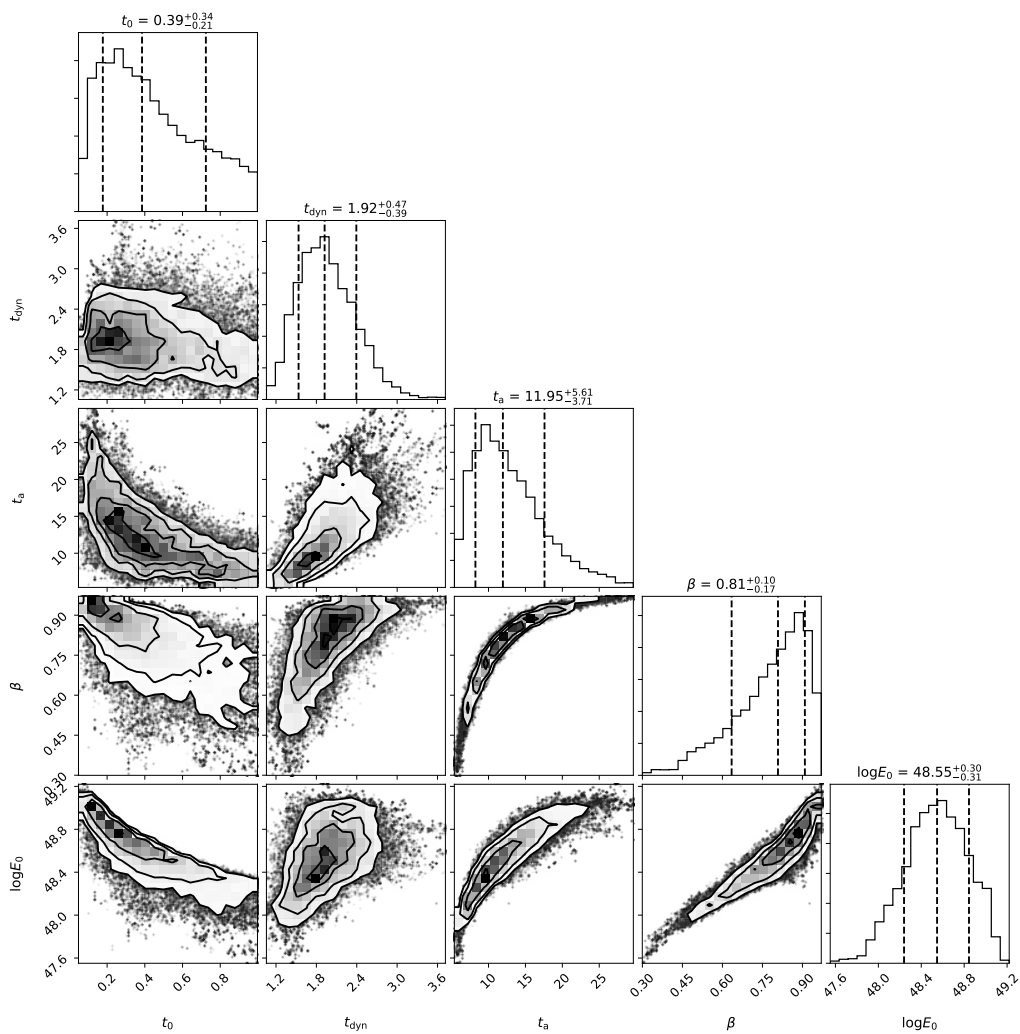 t₀ = 0.39+0.34−0.21
t_dyn = 1.92+0.47−0.39
3.6
3.0
2.4
1.8
1.2
t_dyn
t_a = 11.95+5.61−3.71
25
20
15
10
t_a
β = 0.81+0.10−0.17
0.90
0.75
0.60
0.45
0.30
β
logE₀ = 48.55+0.30−0.31
49.2
48.8
48.4
48.0
47.6
logE₀
0.2 0.4 0.6 0.8
1.2 1.8 2.4 3.0 3.6
10 15 20 25
0.30 0.45 0.60 0.75 0.90
47.6 48.0 48.4 48.8 49.2
t₀ t_dyn t_a β logE₀